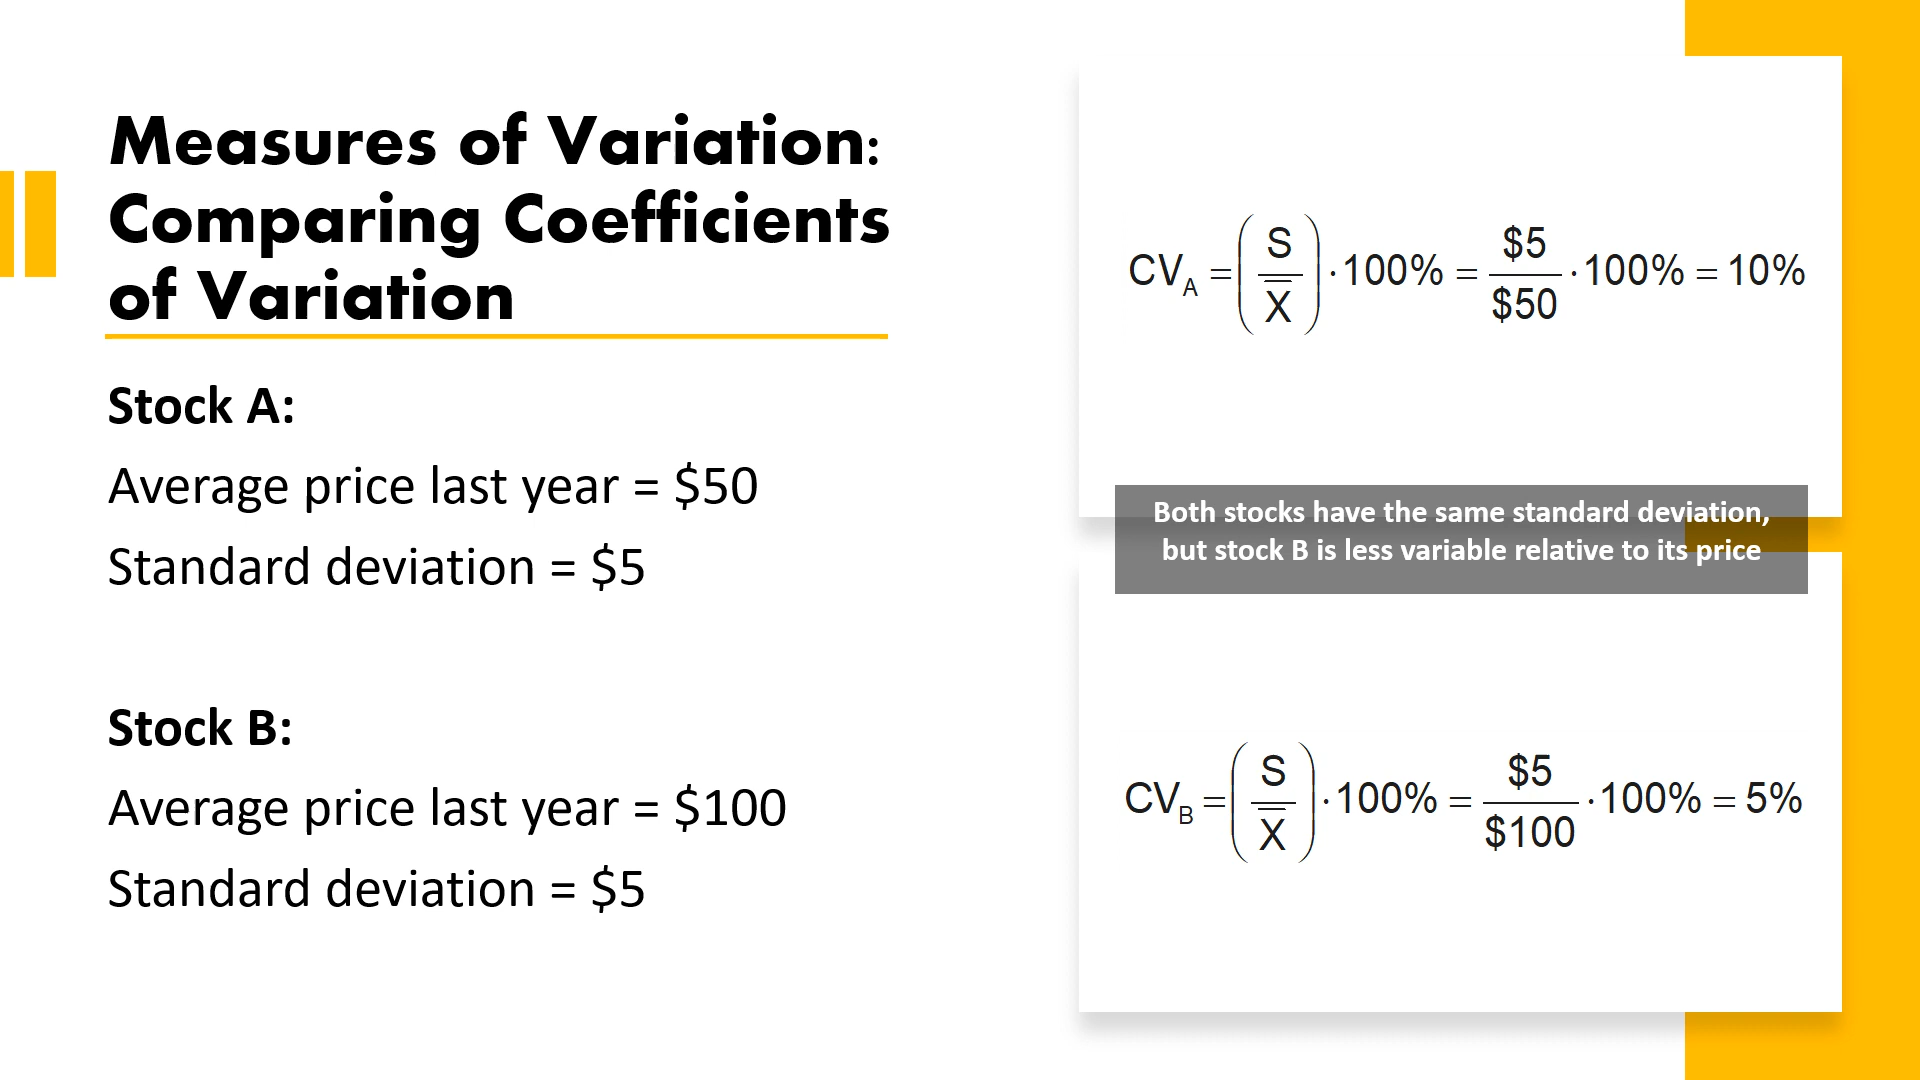 Measures of Variation:
Comparing Coefficients
of Variation
Stock A:
Average price last year = $50
Standard deviation = $5
Stock B:
Average price last year = $100
Standard deviation = $5
CV_A = (S / X̅) · 100% = $5 / $50 · 100% = 10%
Both stocks have the same standard deviation,
but stock B is less variable relative to its price
CV_B = (S / X̅) · 100% = $5 / $100 · 100% = 5%